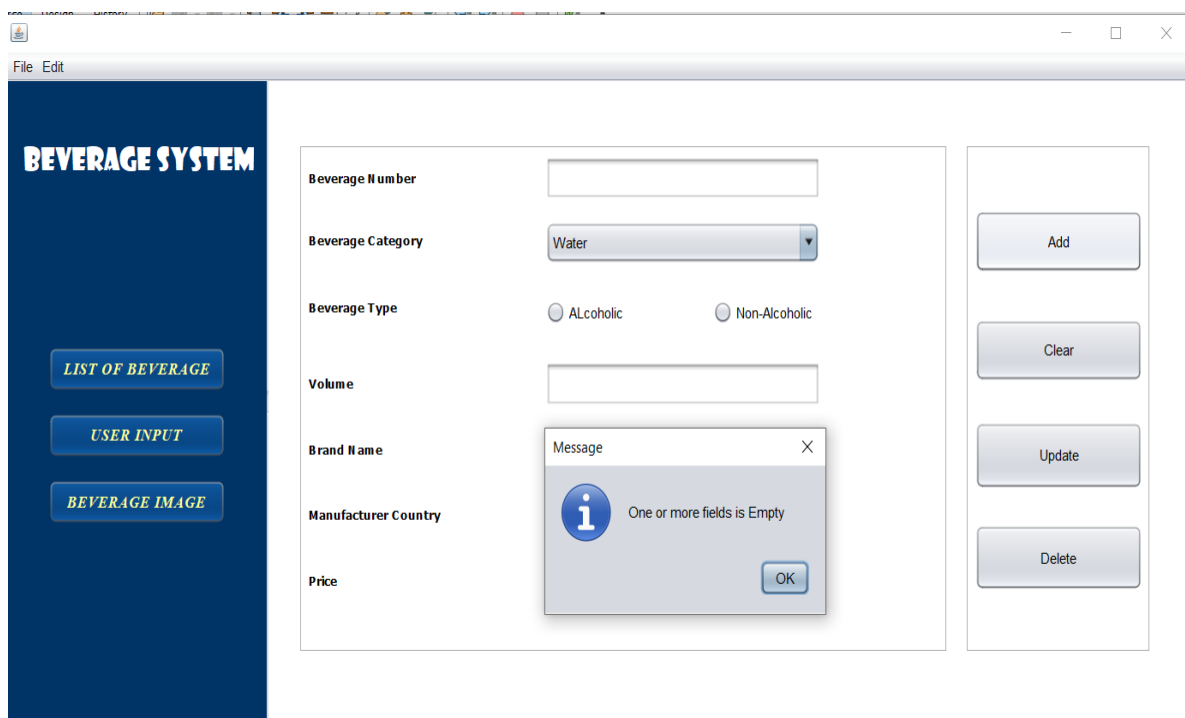 Design History
File Edit
BEVERAGE SYSTEM
LIST OF BEVERAGE
USER INPUT
BEVERAGE IMAGE
Beverage Number
Beverage Category
Water
Beverage Type
ALcoholic
Non-Alcoholic
Volume
Brand Name
Manufacturer Country
Price
Message
One or more fields is Empty
OK
Add
Clear
Update
Delete